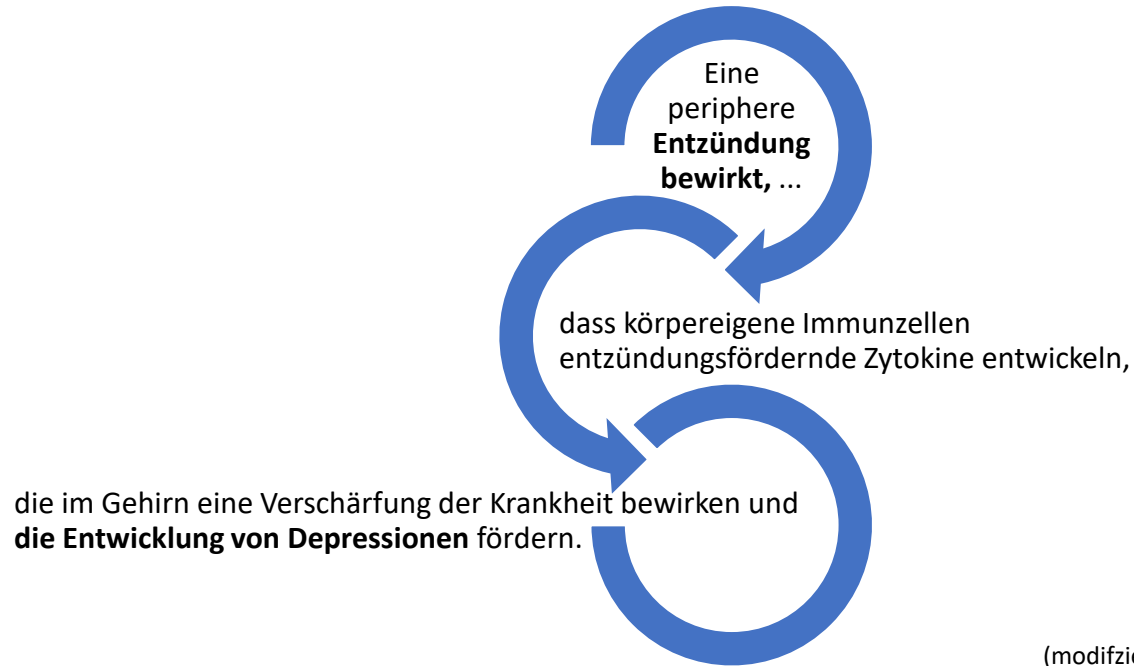 Eine
periphere
Entzündung
bewirkt, ...
dass körpereigene Immunzellen
entzündungsfördernde Zytokine entwickeln,
die im Gehirn eine Verschärfung der Krankheit bewirken und
die Entwicklung von Depressionen fördern.